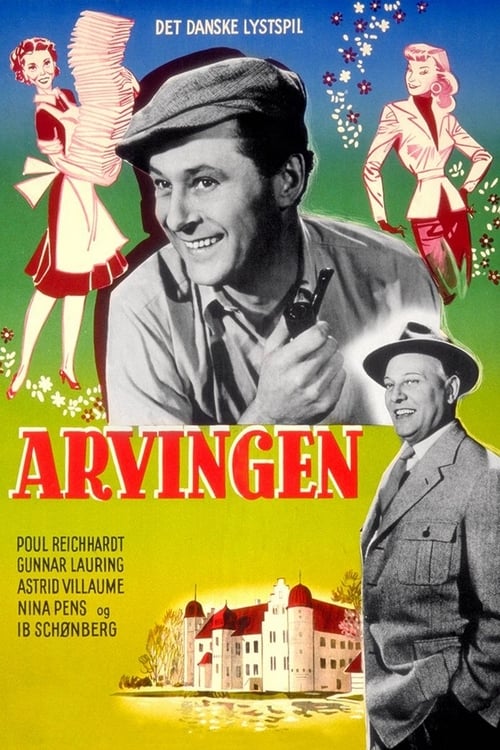 DET DANSKE LYSTSPIL
ARVINGEN
POUL REICHHARDT
GUNNAR LAURING
ASTRID VILLAUME
NINA PENS og
IB SCHØNBERG